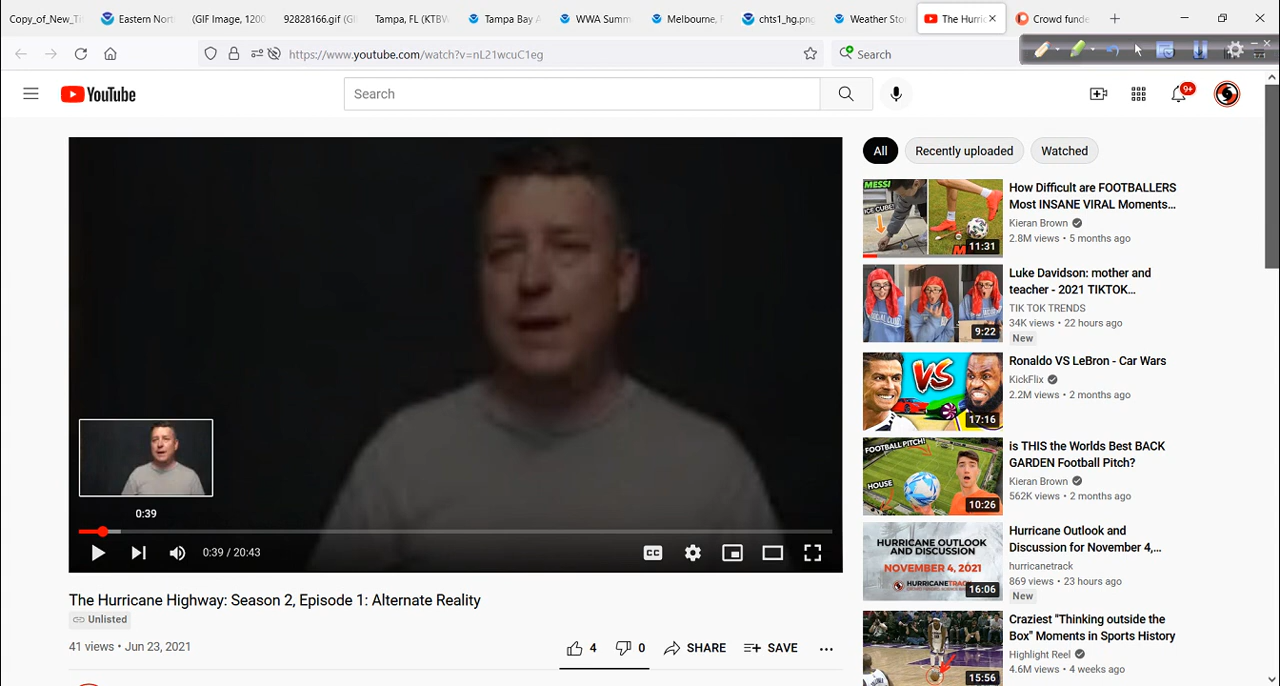 Copy_of_New_T
Eastern Nort
(GIF Image, 1200
92828166.gif (G
Tampa, FL (KTBW
Tampa Bay A
WWA Summ
Melbourne, F
chts1_hg.png
Weather Sto
The Hurric
Crowd funde
https://www.youtube.com/watch?v=nL21wcuC1eg
Search
YouTube
Search
9+
All
Recently uploaded
Watched
MESSI
ICE CUBE!
11:31
How Difficult are FOOTBALLERS
Most INSANE VIRAL Moments...
Kieran Brown
2.8M views • 5 months ago
9:22
Luke Davidson: mother and
teacher - 2021 TIKTOK...
TIK TOK TRENDS
34K views • 22 hours ago
New
VS
17:16
Ronaldo VS LeBron - Car Wars
KickFlix
2.2M views • 2 months ago
FOOTBALL PITCH!
HOUSE
10:26
is THIS the Worlds Best BACK
GARDEN Football Pitch?
Kieran Brown
562K views • 2 months ago
HURRICANE OUTLOOK
AND DISCUSSION
NOVEMBER 4, 2021
HURRICANETRACK
16:06
Hurricane Outlook and
Discussion for November 4,...
hurricanetrack
869 views • 23 hours ago
New
15:56
Craziest "Thinking outside the
Box" Moments in Sports History
Highlight Reel
4.6M views • 4 weeks ago
0:39
0:39 / 20:43
CC
The Hurricane Highway: Season 2, Episode 1: Alternate Reality
Unlisted
41 views • Jun 23, 2021
4
0
SHARE
SAVE